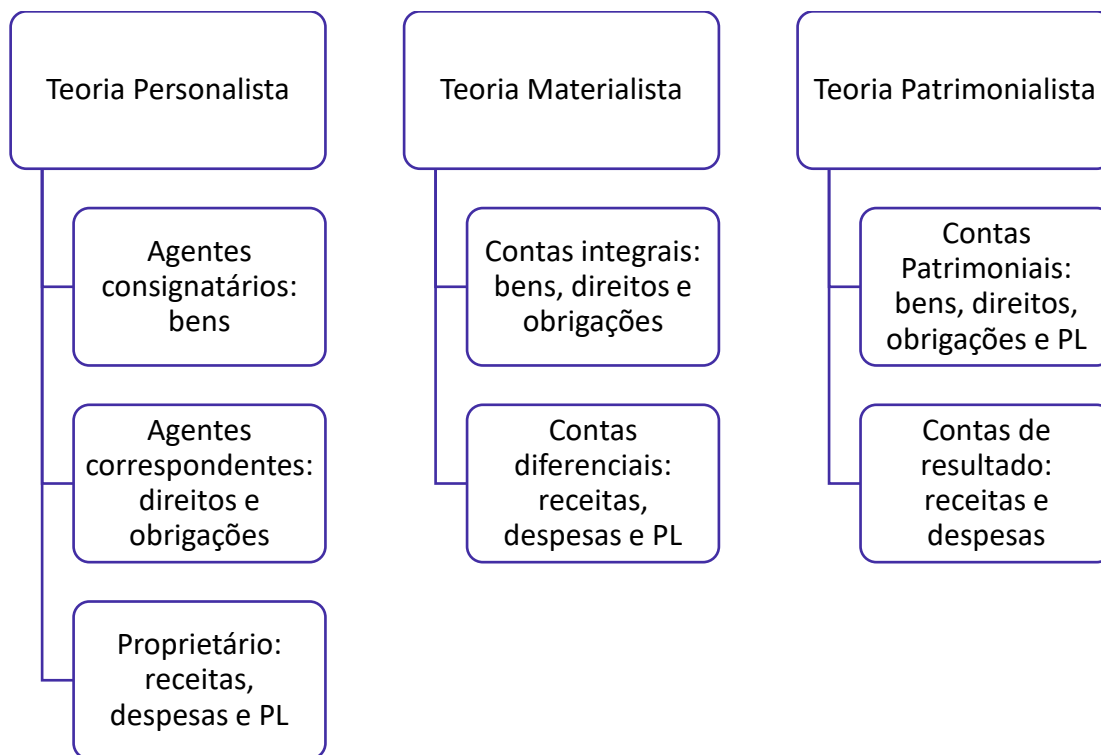 Teoria Personalista
Agentes
consignatários:
bens
Agentes
correspondentes:
direitos e
obrigações
Proprietário:
receitas,
despesas e PL
Teoria Materialista
Contas integrais:
bens, direitos e
obrigações
Contas
diferenciais:
receitas,
despesas e PL
Teoria Patrimonialista
Contas
Patrimoniais:
bens, direitos,
obrigações e PL
Contas de
resultado:
receitas e
despesas